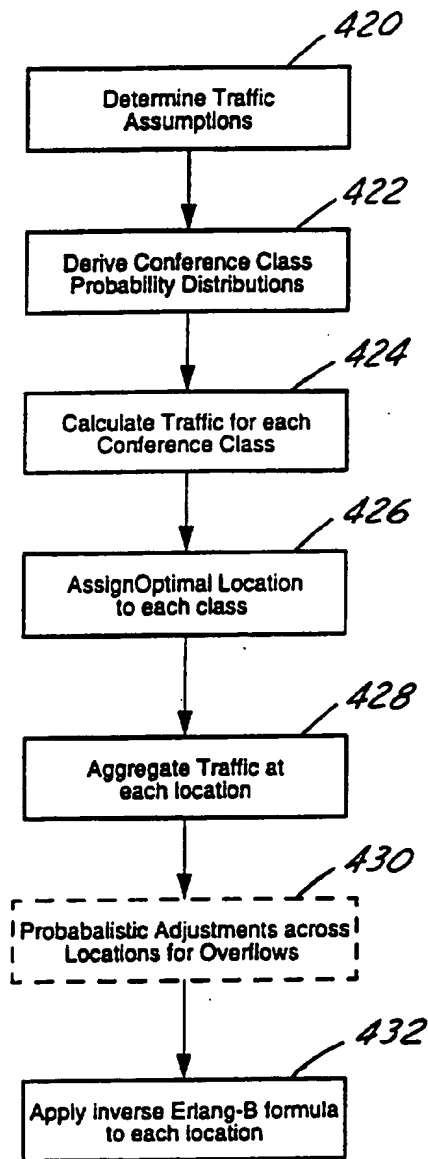 420
Determine Traffic
Assumptions
422
Derive Conference Class
Probability Distributions
424
Calculate Traffic for each
Conference Class
426
AssignOptimal Location
to each class
428
Aggregate Traffic at
each location
430
Probabalistic Adjustments across
Locations for Overflows
432
Apply inverse Erlang-B formula
to each location